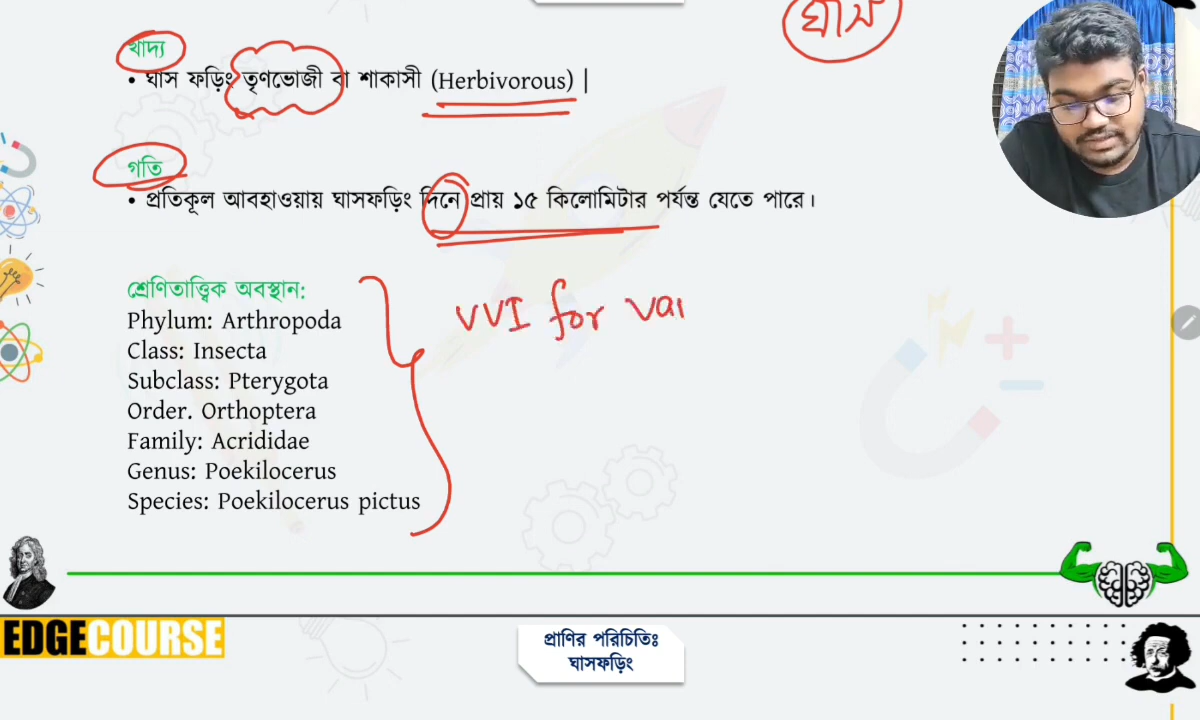 ঘাস
খাদ্য
• ঘাস ফড়িং তৃণভোজী বা শাকাসী (Herbivorous) |
গতি
• প্রতিকূল আবহাওয়ায় ঘাসফড়িং দিনে প্রায় ১৫ কিলোমিটার পর্যন্ত যেতে পারে।
শ্রেণিতাত্ত্বিক অবস্থান:
Phylum: Arthropoda
Class: Insecta
Subclass: Pterygota
Order. Orthoptera
Family: Acrididae
Genus: Poekilocerus
Species: Poekilocerus pictus
VVI for Var
EDGECOURSE
প্রাণির পরিচিতিঃ
ঘাসফড়িং